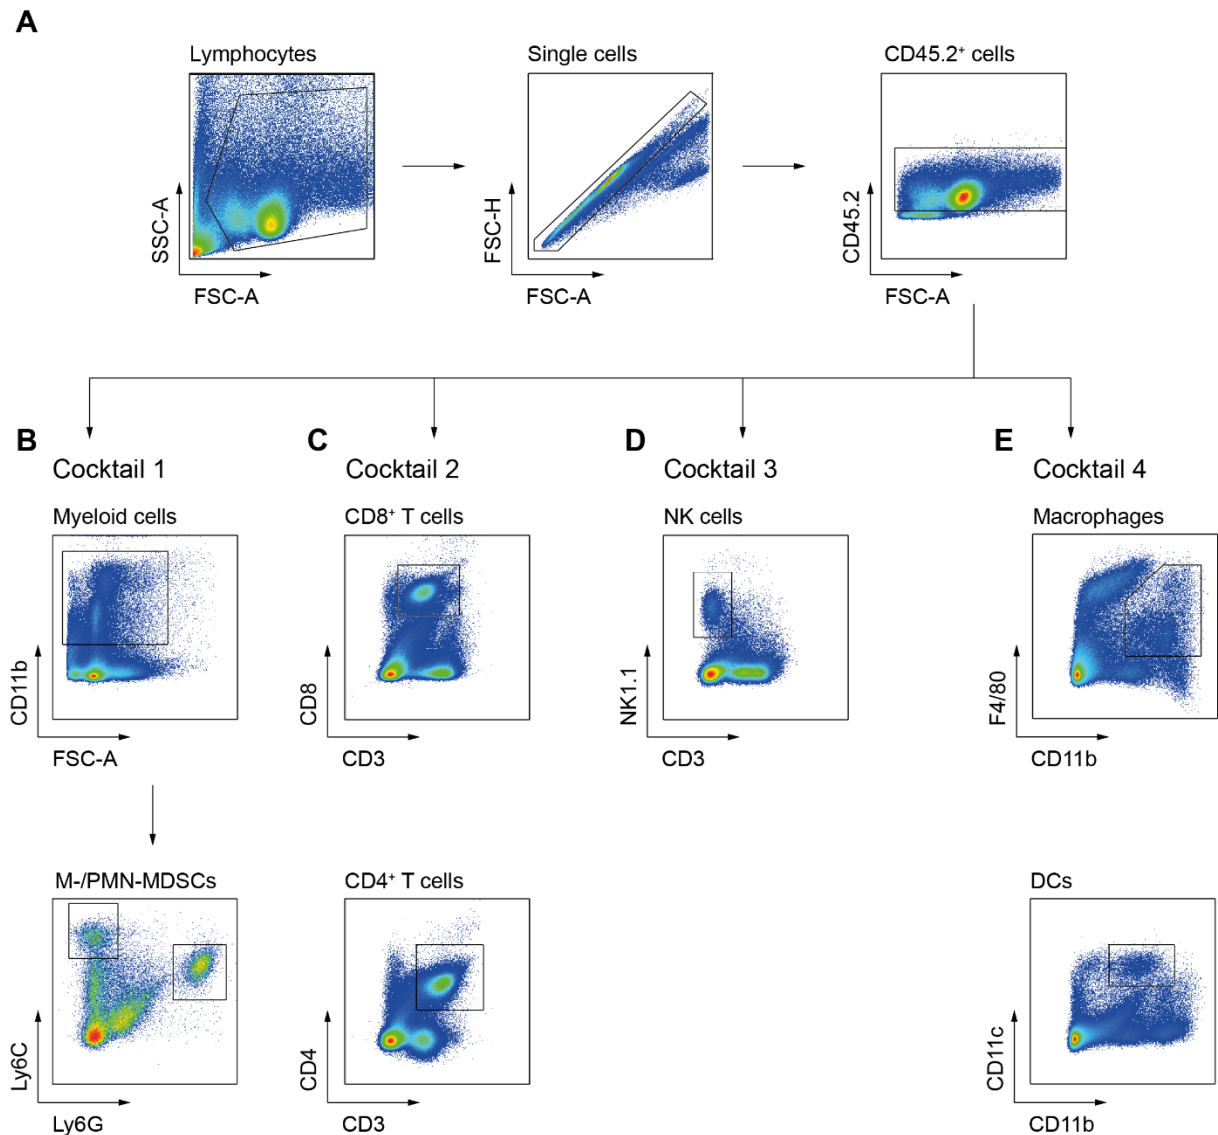 A
Lymphocytes
Single cells
CD45.2⁺ cells
SSC-A
FSC-A
FSC-H
FSC-A
CD45.2
FSC-A
B
Cocktail 1
C
Cocktail 2
D
Cocktail 3
E
Cocktail 4
Myeloid cells
CD8⁺ T cells
NK cells
Macrophages
CD11b
FSC-A
CD8
CD3
NK1.1
CD3
F4/80
CD11b
M-/PMN-MDSCs
CD4⁺ T cells
DCs
Ly6C
Ly6G
CD4
CD3
CD11c
CD11b